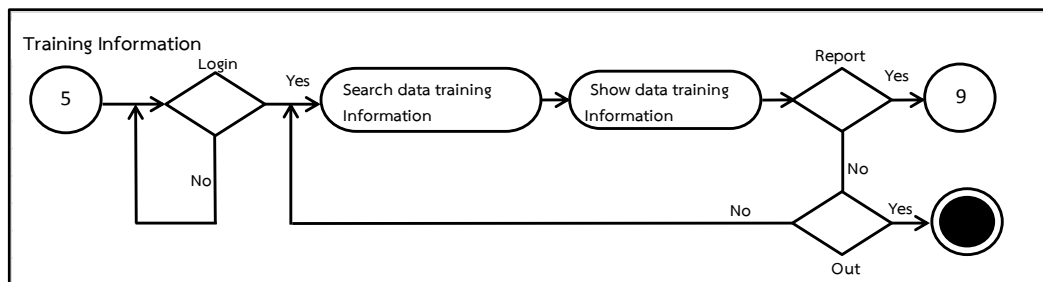 Training Information
Login
Report
5
Yes
Search data training
Information
Show data training
Information
Yes
9
No
No
No
Yes
Out